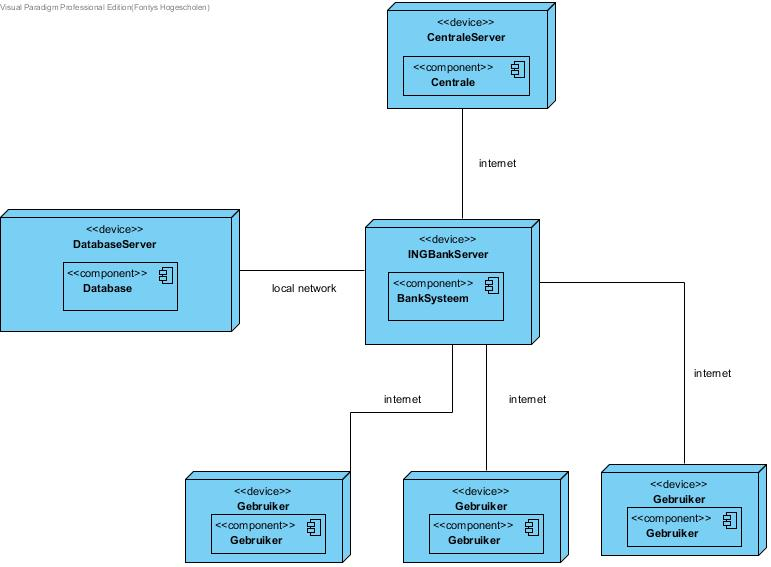 Visual Paradigm Professional Edition(Fontys Hogescholen)
<<device>>
CentraleServer
<<component>>
Centrale
internet
<<device>>
DatabaseServer
<<component>>
Database
local network
<<device>>
INGBankServer
<<component>>
BankSysteem
internet
internet
internet
<<device>>
Gebruiker
<<component>>
Gebruiker
<<device>>
Gebruiker
<<component>>
Gebruiker
<<device>>
Gebruiker
<<component>>
Gebruiker